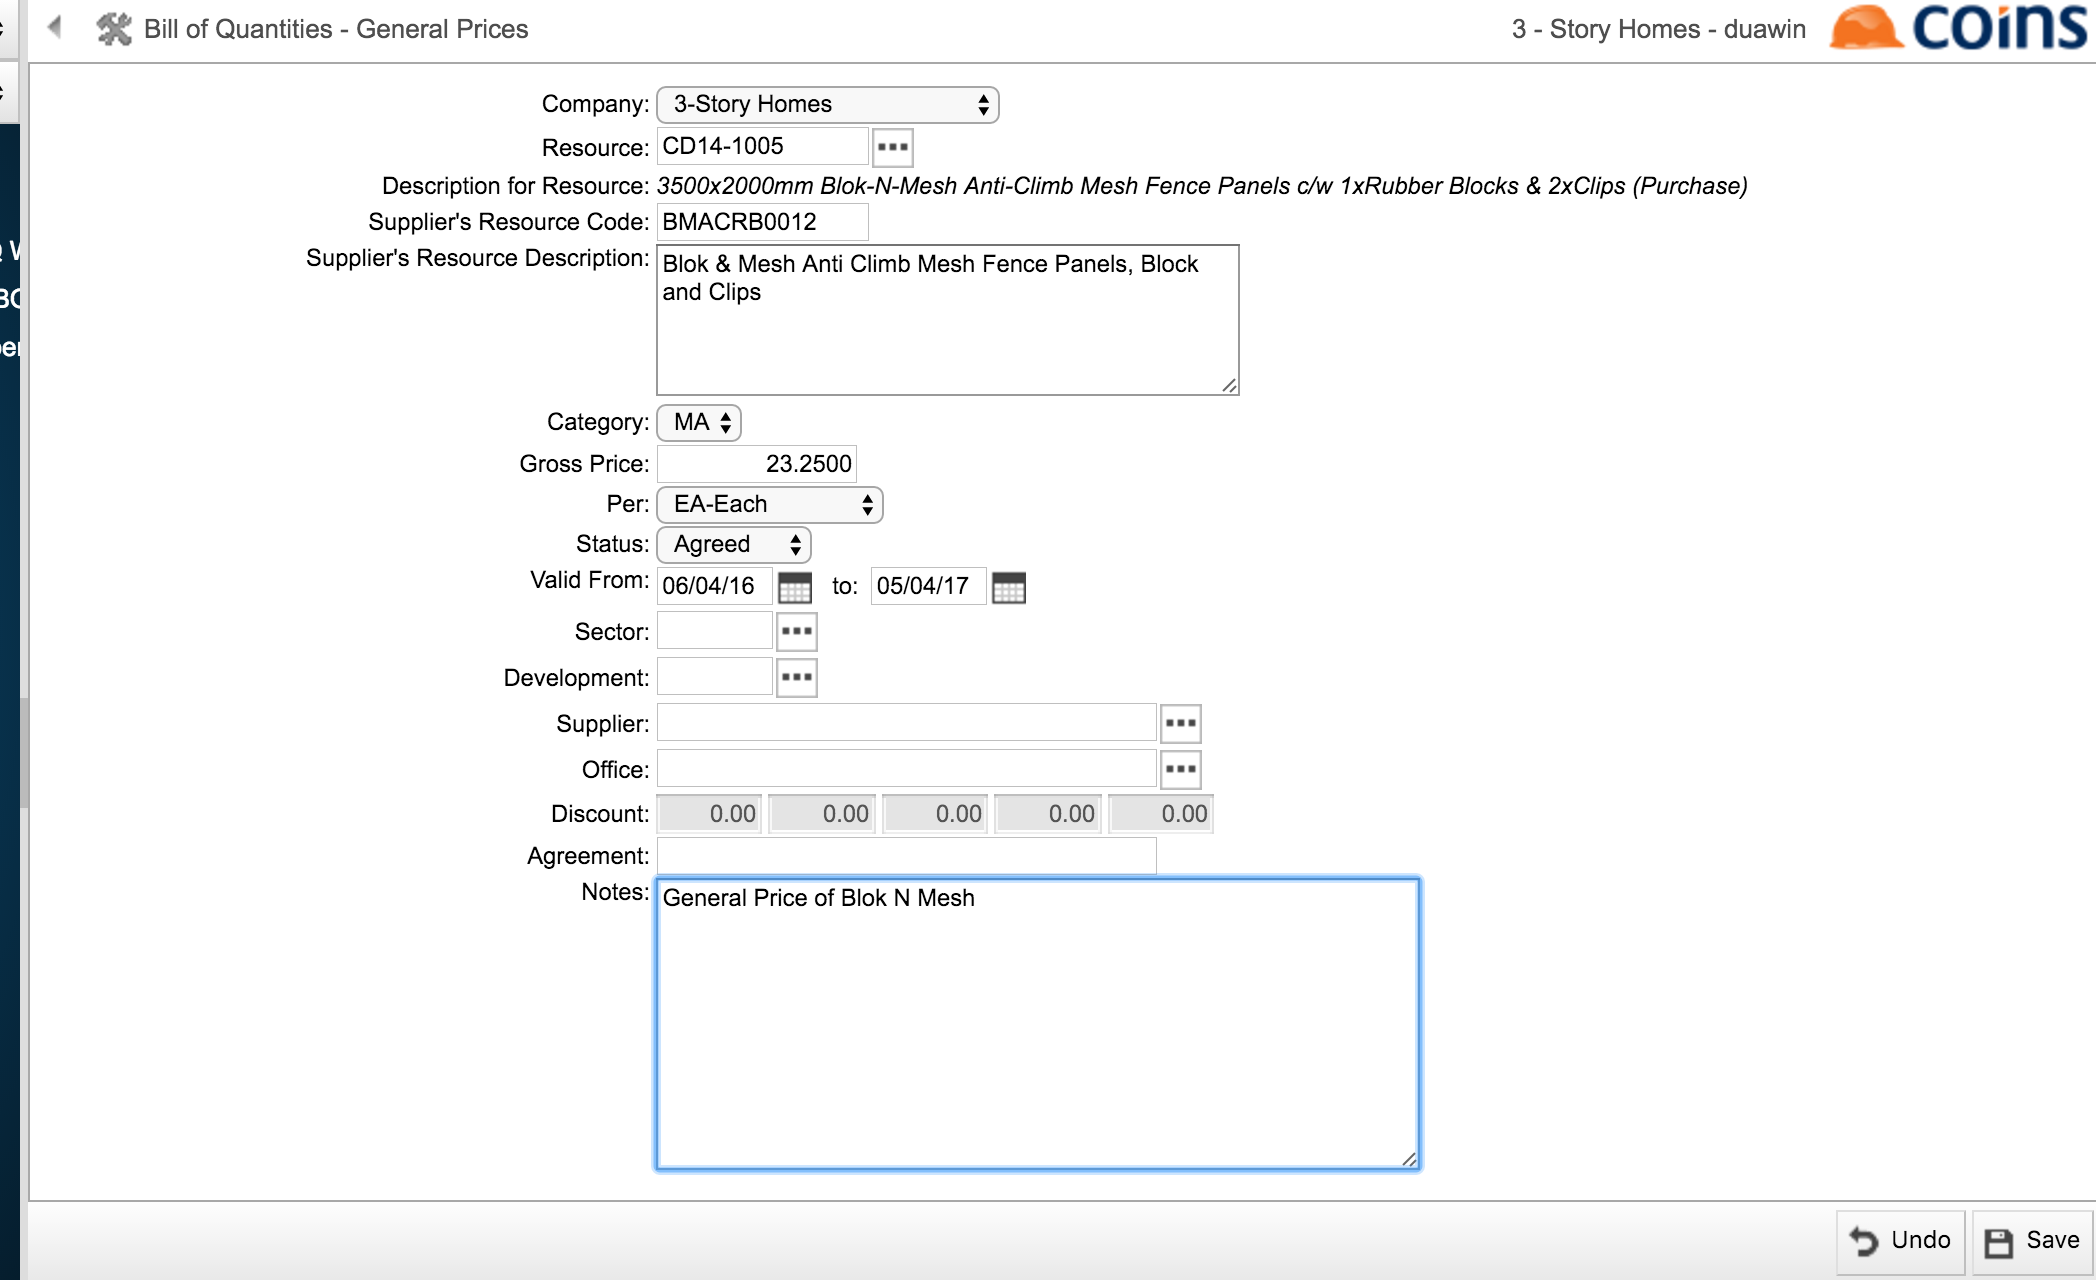 Bill of Quantities - General Prices
3 - Story Homes - duawin
coins
Company: 3-Story Homes
Resource: CD14-1005
Description for Resource: 3500x2000mm Blok-N-Mesh Anti-Climb Mesh Fence Panels c/w 1xRubber Blocks & 2xClips (Purchase)
Supplier's Resource Code: BMACRB0012
Supplier's Resource Description: Blok & Mesh Anti Climb Mesh Fence Panels, Block
and Clips
Category: MA
Gross Price: 23.2500
Per: EA-Each
Status: Agreed
Valid From: 06/04/16 to: 05/04/17
Sector:
Development:
Supplier:
Office:
Discount: 0.00 0.00 0.00 0.00 0.00
Agreement:
Notes: General Price of Blok N Mesh
Undo Save